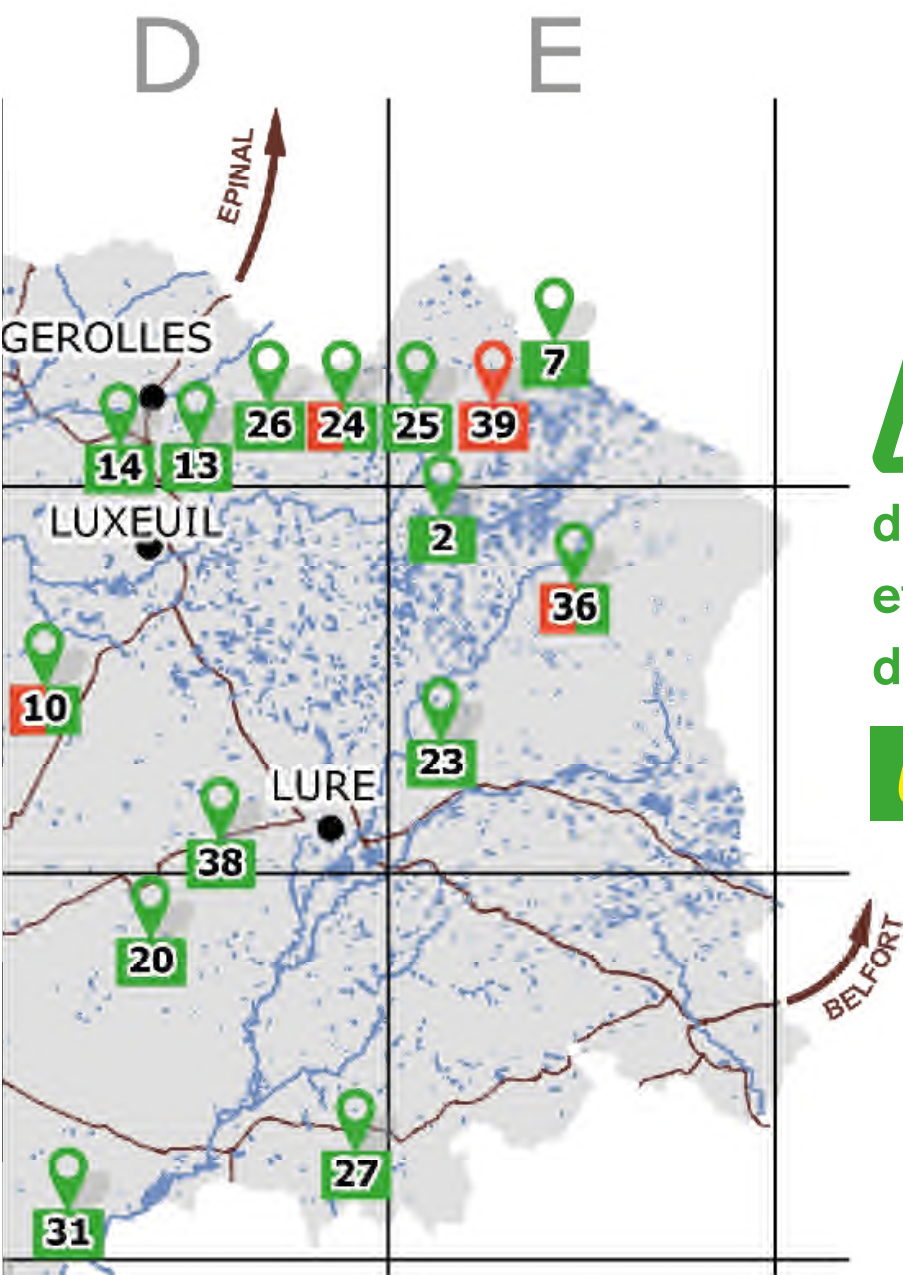 D E
EPINAL
GEROLLES
7
26 24 25 39
14 13
LUXEUIL
2
d
36
e
10
d
23
LURE
38
20
BELFORT
27
31